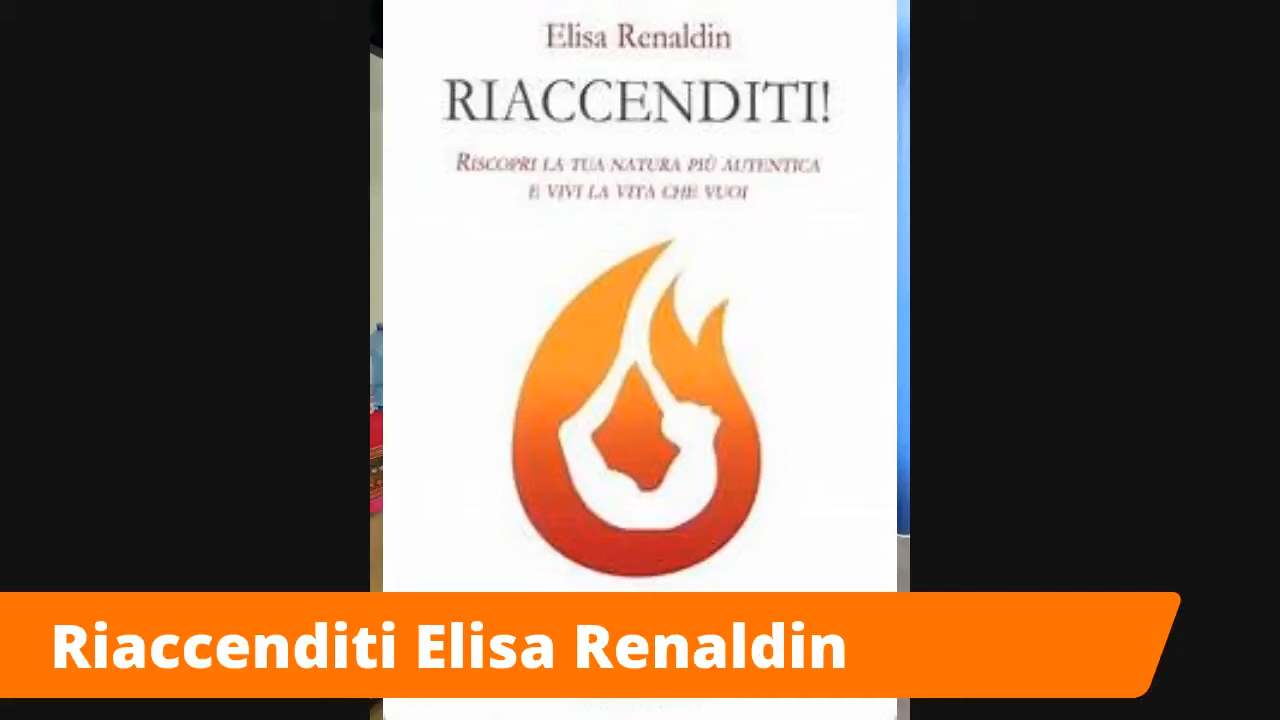 Elisa Renaldin
RIACCENDITI!
RISCOPRI LA TUA NATURA PIÙ AUTENTICA
E VIVI LA VITA CHE VUOI
Riaccenditi Elisa Renaldin